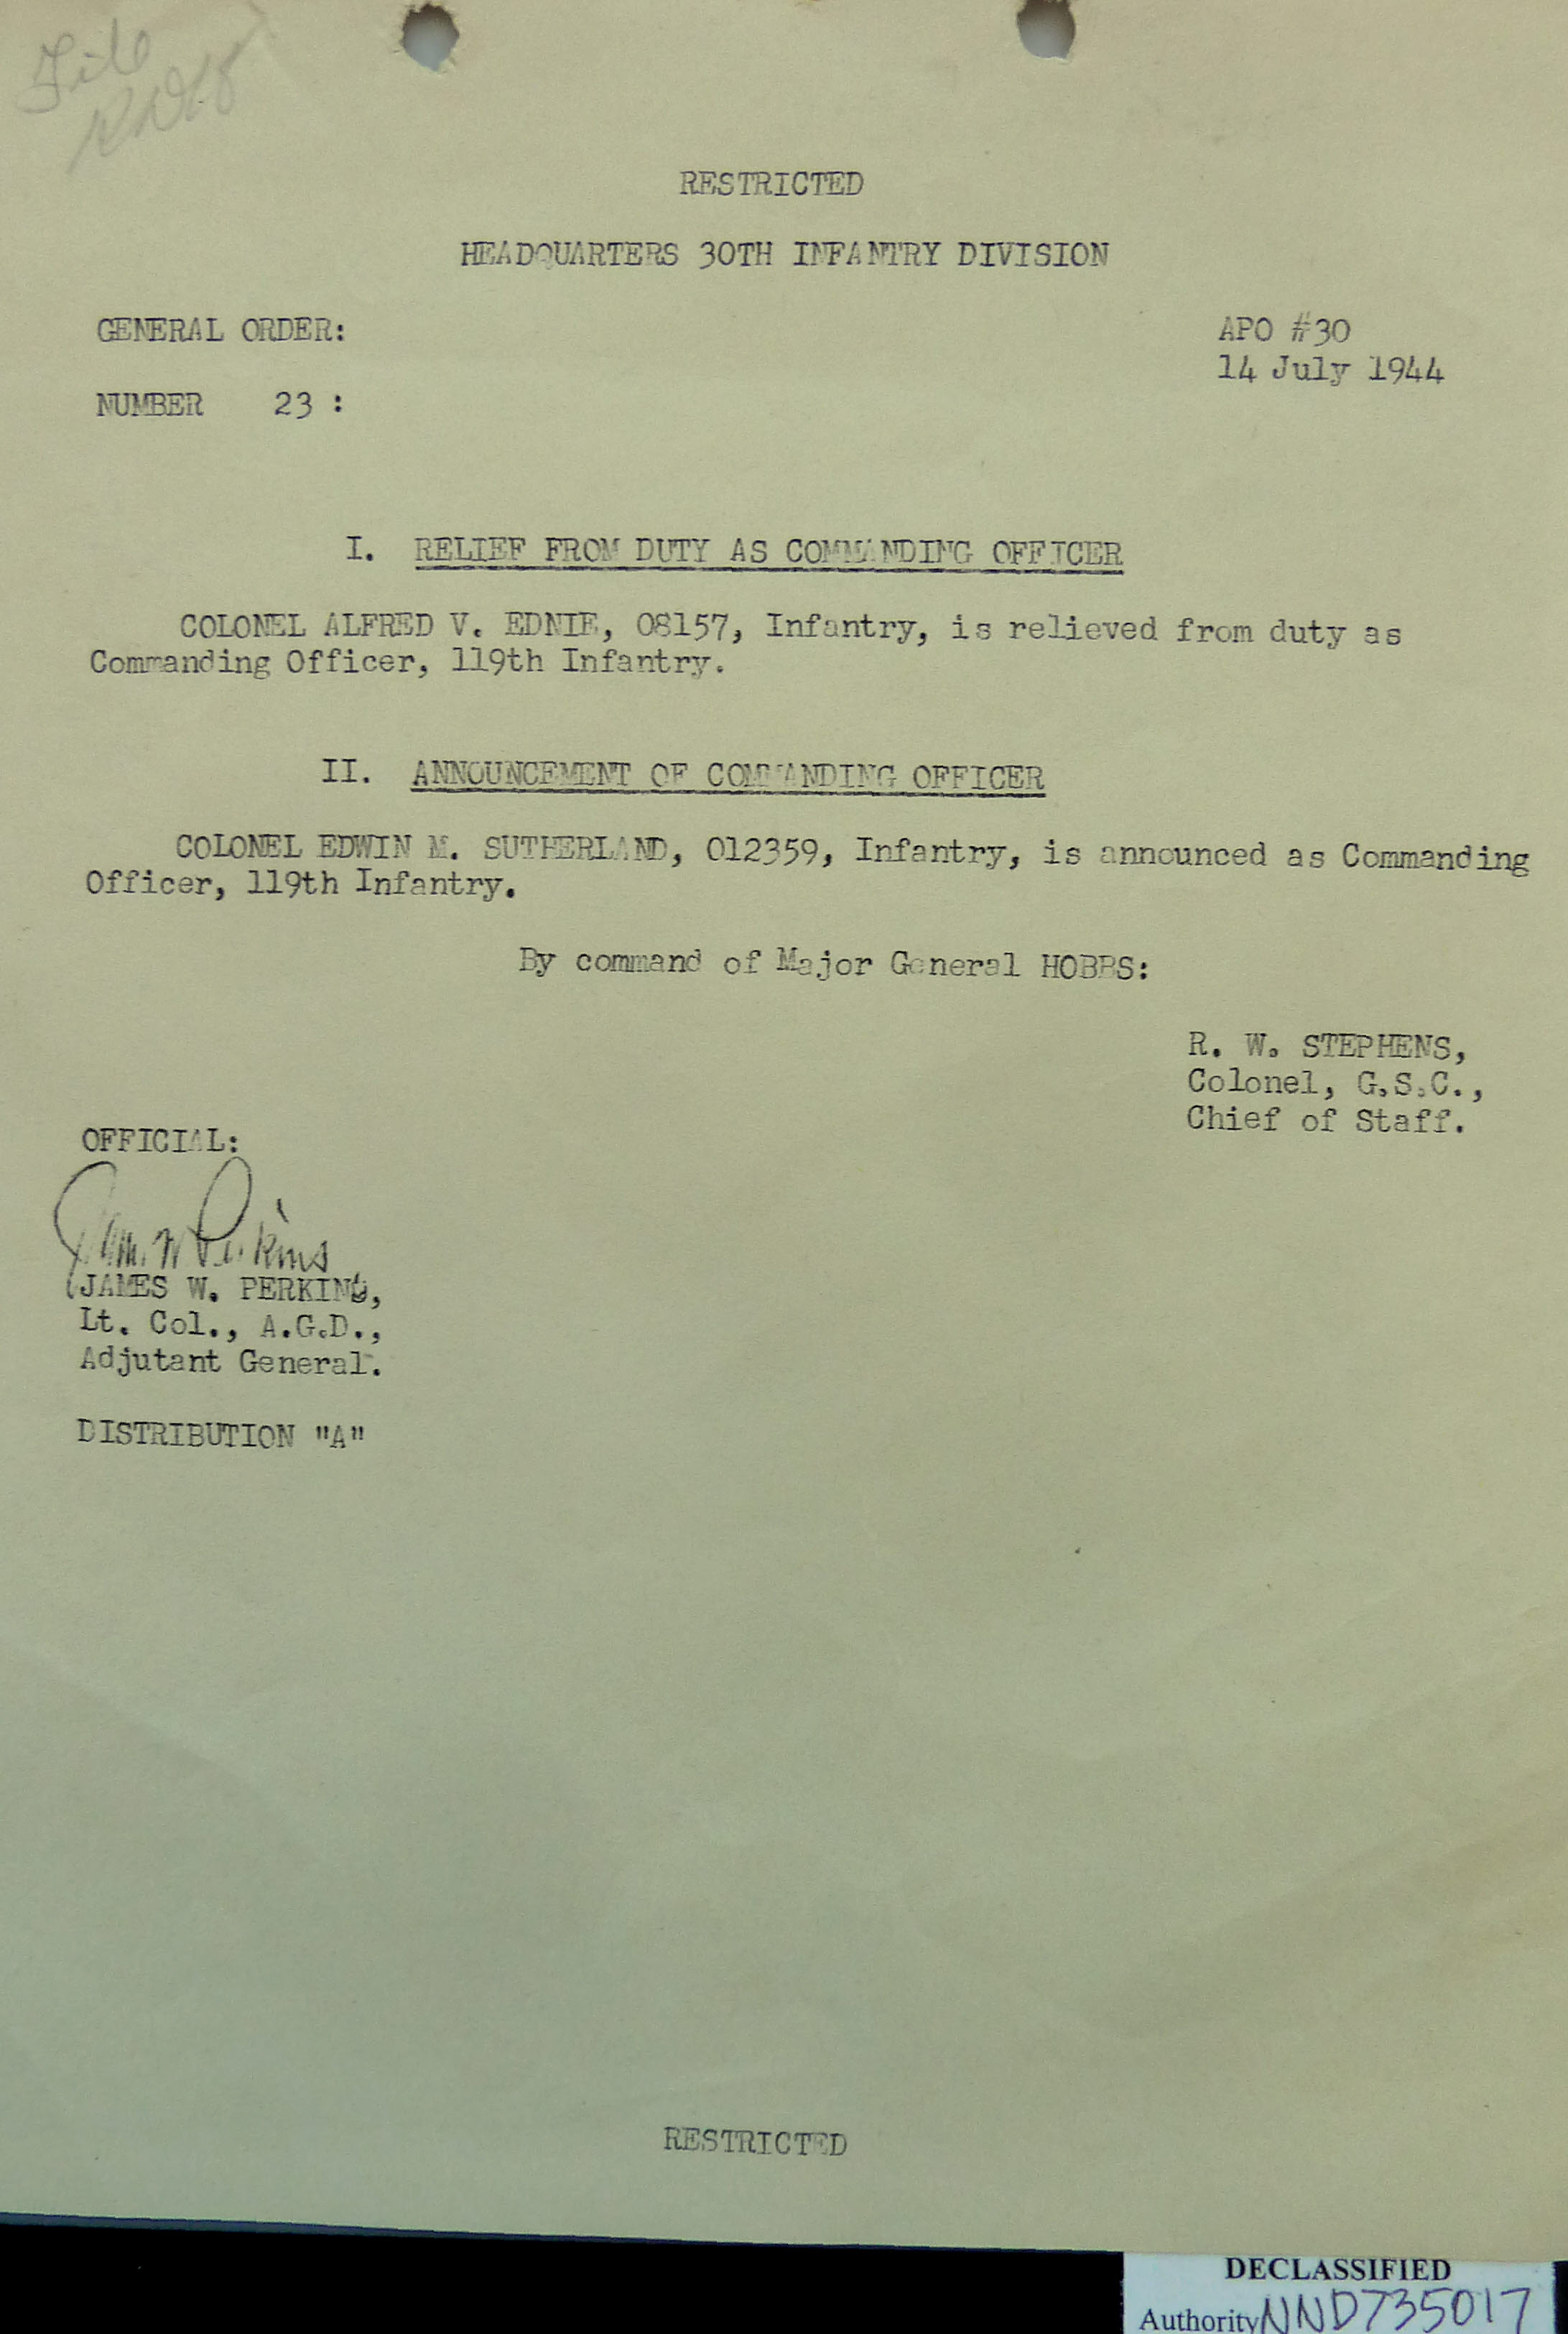 File
RESTRICTED
HEADQUARTERS 30TH INFANTRY DIVISION
GENERAL ORDER:
APO #30
14 July 1944
NUMBER 23 :
I. RELIEF FROM DUTY AS COMMANDING OFFICER
COLONEL ALFRED V. EDNIE, 08157, Infantry, is relieved from duty as
Commanding Officer, 119th Infantry.
II. ANNOUNCEMENT OF COMMANDING OFFICER
COLONEL EDWIN M. SUTHERLAND, 012359, Infantry, is announced as Commanding
Officer, 119th Infantry.
By command of Major General HOBBS:
R. W. STEPHENS,
Colonel, G.S.C.,
Chief of Staff.
OFFICIAL:
JAMES W. PERKINS,
Lt. Col., A.G.D.,
Adjutant General.
DISTRIBUTION "A"
RESTRICTED
DECLASSIFIED
Authority NND735017